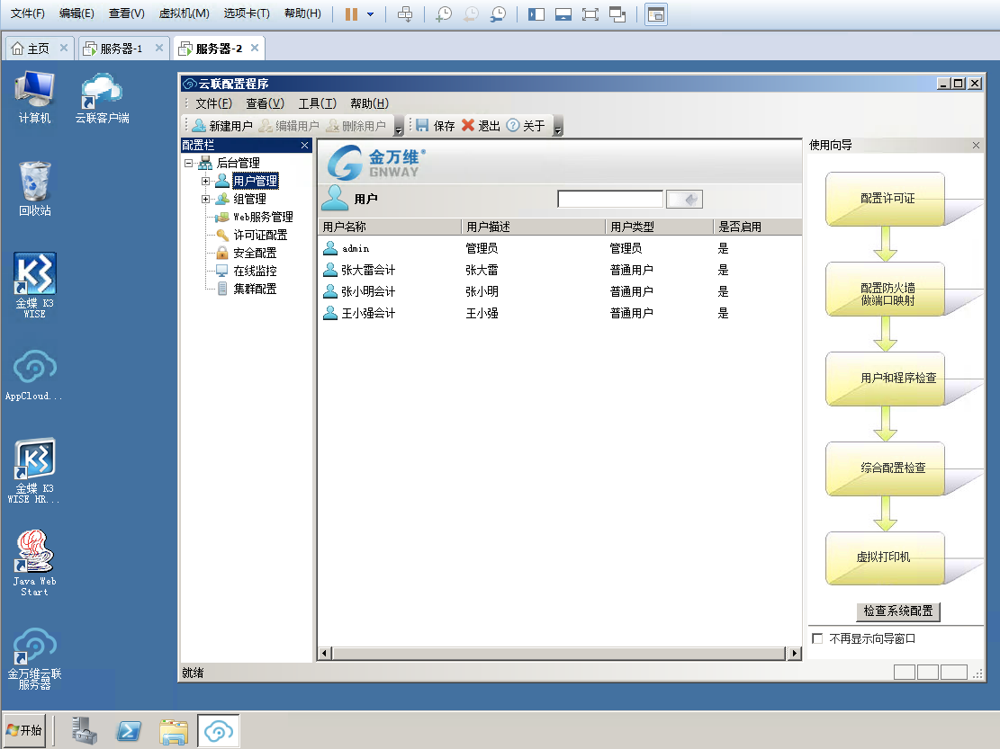 文件(F) 编辑(E) 查看(V) 虚拟机(M) 选项卡(T) 帮助(H)
主页 服务器-1 服务器-2
计算机
云联客户端
回收站
金蝶 K3
WISE
AppCloud...
金蝶 K3
WISE HR...
Java Web
Start
金万维云联
服务器
云联配置程序
文件(F) 查看(V) 工具(T) 帮助(H)
新建用户 编辑用户 删除用户 保存 退出 关于
配置栏
后台管理
用户管理
组管理
Web服务管理
许可证配置
安全配置
在线监控
集群配置
金万维®
GNWAY
用户
用户名称 用户描述 用户类型 是否启用
admin 管理员 管理员 是
张大雷会计 张大雷 普通用户 是
张小明会计 张小明 普通用户 是
王小强会计 王小强 普通用户 是
使用向导
配置许可证
配置防火墙
做端口映射
用户和程序检查
综合配置检查
虚拟打印机
检查系统配置
不再显示向导窗口
就绪
开始